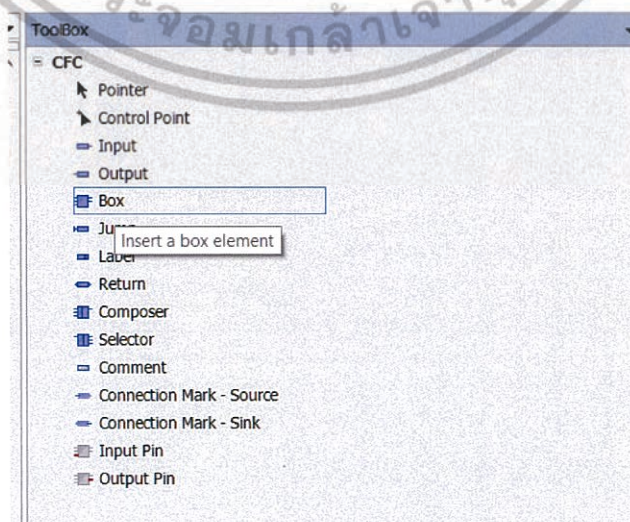 ToolBox
CFC
Pointer
Control Point
Input
Output
Box
Insert a box element
Label
Return
Composer
Selector
Comment
Connection Mark - Source
Connection Mark - Sink
Input Pin
Output Pin